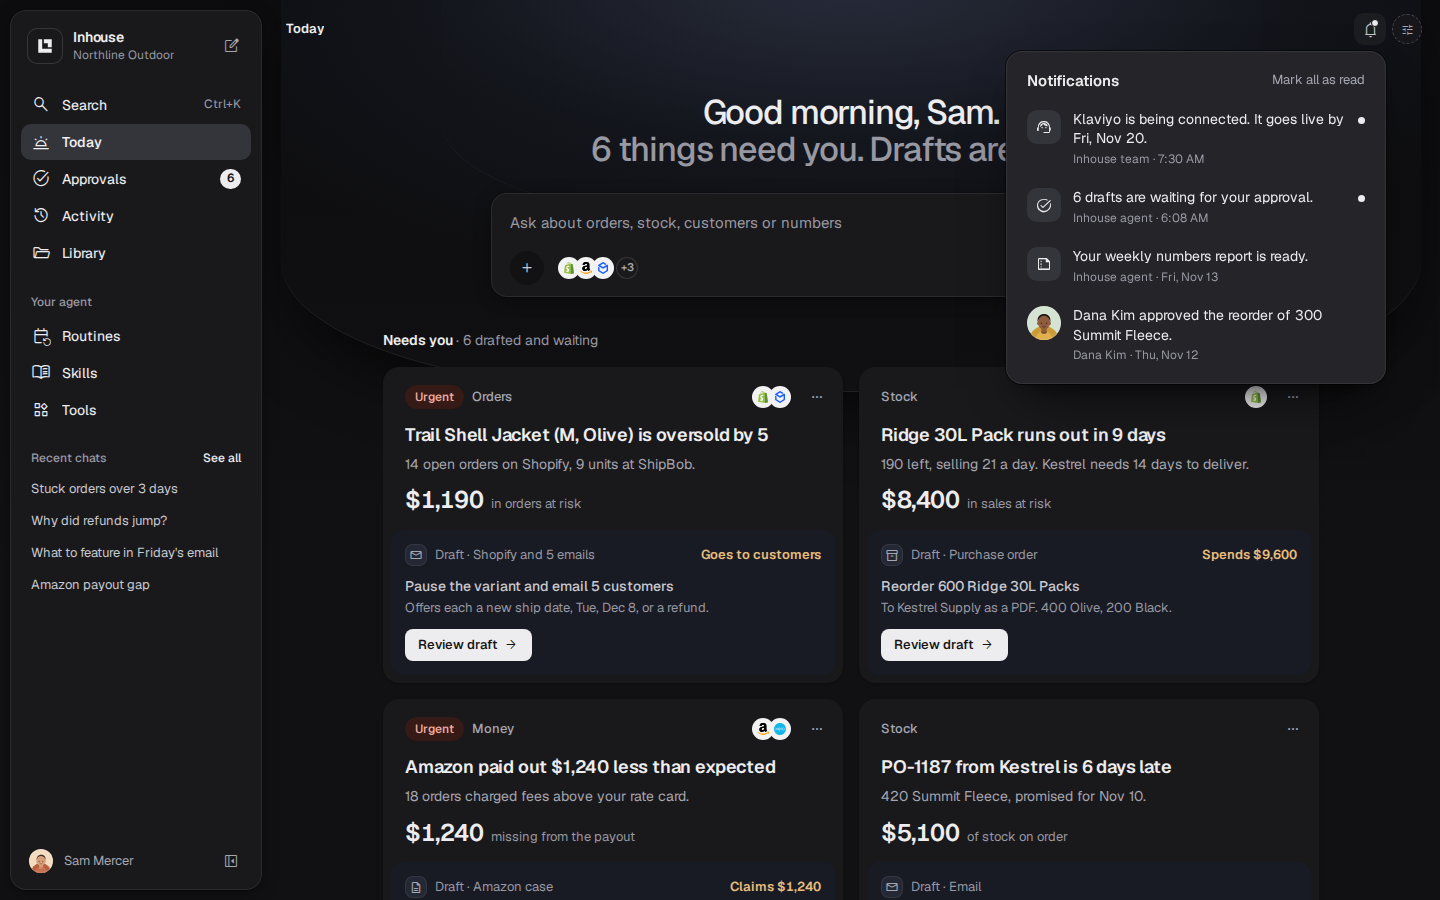 Inhouse
Northline Outdoor
Search Ctrl+K
Today
Approvals 6
Activity
Library
Your agent
Routines
Skills
Tools
Recent chats See all
Stuck orders over 3 days
Why did refunds jump?
What to feature in Friday's email
Amazon payout gap
Sam Mercer
Today
Good morning, Sam.
6 things need you. Drafts are
Ask about orders, stock, customers or numbers
+3
Notifications Mark all as read
Klaviyo is being connected. It goes live by
Fri, Nov 20.
Inhouse team · 7:30 AM
6 drafts are waiting for your approval.
Inhouse agent · 6:08 AM
Your weekly numbers report is ready.
Inhouse agent · Fri, Nov 13
Dana Kim approved the reorder of 300
Summit Fleece.
Dana Kim · Thu, Nov 12
Needs you · 6 drafted and waiting
Urgent Orders
Trail Shell Jacket (M, Olive) is oversold by 5
14 open orders on Shopify, 9 units at ShipBob.
$1,190 in orders at risk
Draft · Shopify and 5 emails Goes to customers
Pause the variant and email 5 customers
Offers each a new ship date, Tue, Dec 8, or a refund.
Review draft
Stock
Ridge 30L Pack runs out in 9 days
190 left, selling 21 a day. Kestrel needs 14 days to deliver.
$8,400 in sales at risk
Draft · Purchase order Spends $9,600
Reorder 600 Ridge 30L Packs
To Kestrel Supply as a PDF. 400 Olive, 200 Black.
Review draft
Urgent Money
Amazon paid out $1,240 less than expected
18 orders charged fees above your rate card.
$1,240 missing from the payout
Draft · Amazon case Claims $1,240
Stock
PO-1187 from Kestrel is 6 days late
420 Summit Fleece, promised for Nov 10.
$5,100 of stock on order
Draft · Email